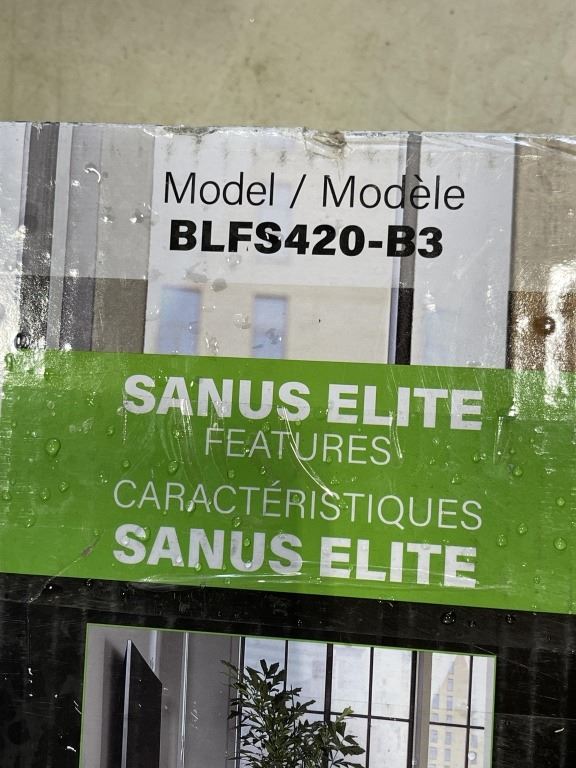 Model / Modèle
BLFS420-B3
SANUS ELITE
FEATURES
CARACTÉRISTIQUES
SANUS ELITE